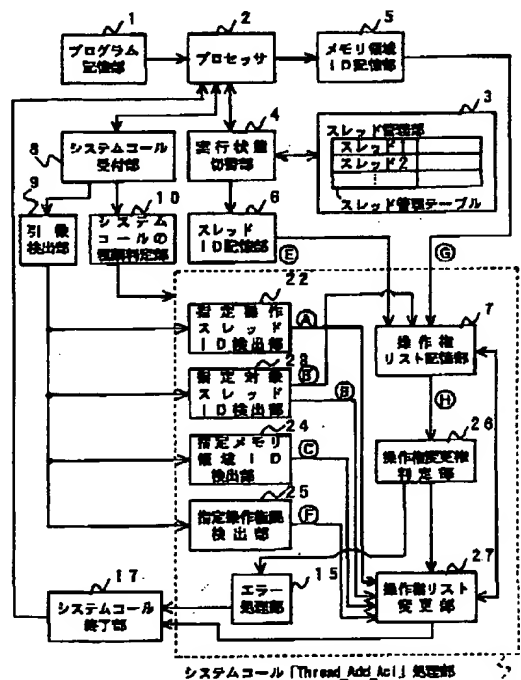 1
プログラム
記憶部
2
プロセッサ
5
メモリ領域
ID記憶部
3
スレッド管理部
スレッド1
スレッド2
スレッド管理テーブル
4
実行状態
切替部
8
システムコール
受付部
9
引数
検出部
10
システム
コールの
種類判定部
6
スレッド
ID記憶部
E
G
22
指定操作
スレッド
ID検出部
A
7
操作権
リスト記憶部
23
指定対象
スレッド
ID検出部
B'
B
H
24
指定メモリ
領域ID
検出部
C
26
操作権変更権
判定部
25
指定操作権限
検出部
F
27
操作権リスト
変更部
15
エラー
処理部
17
システムコール
終了部
システムコール「Thread_Add_Acl」処理部